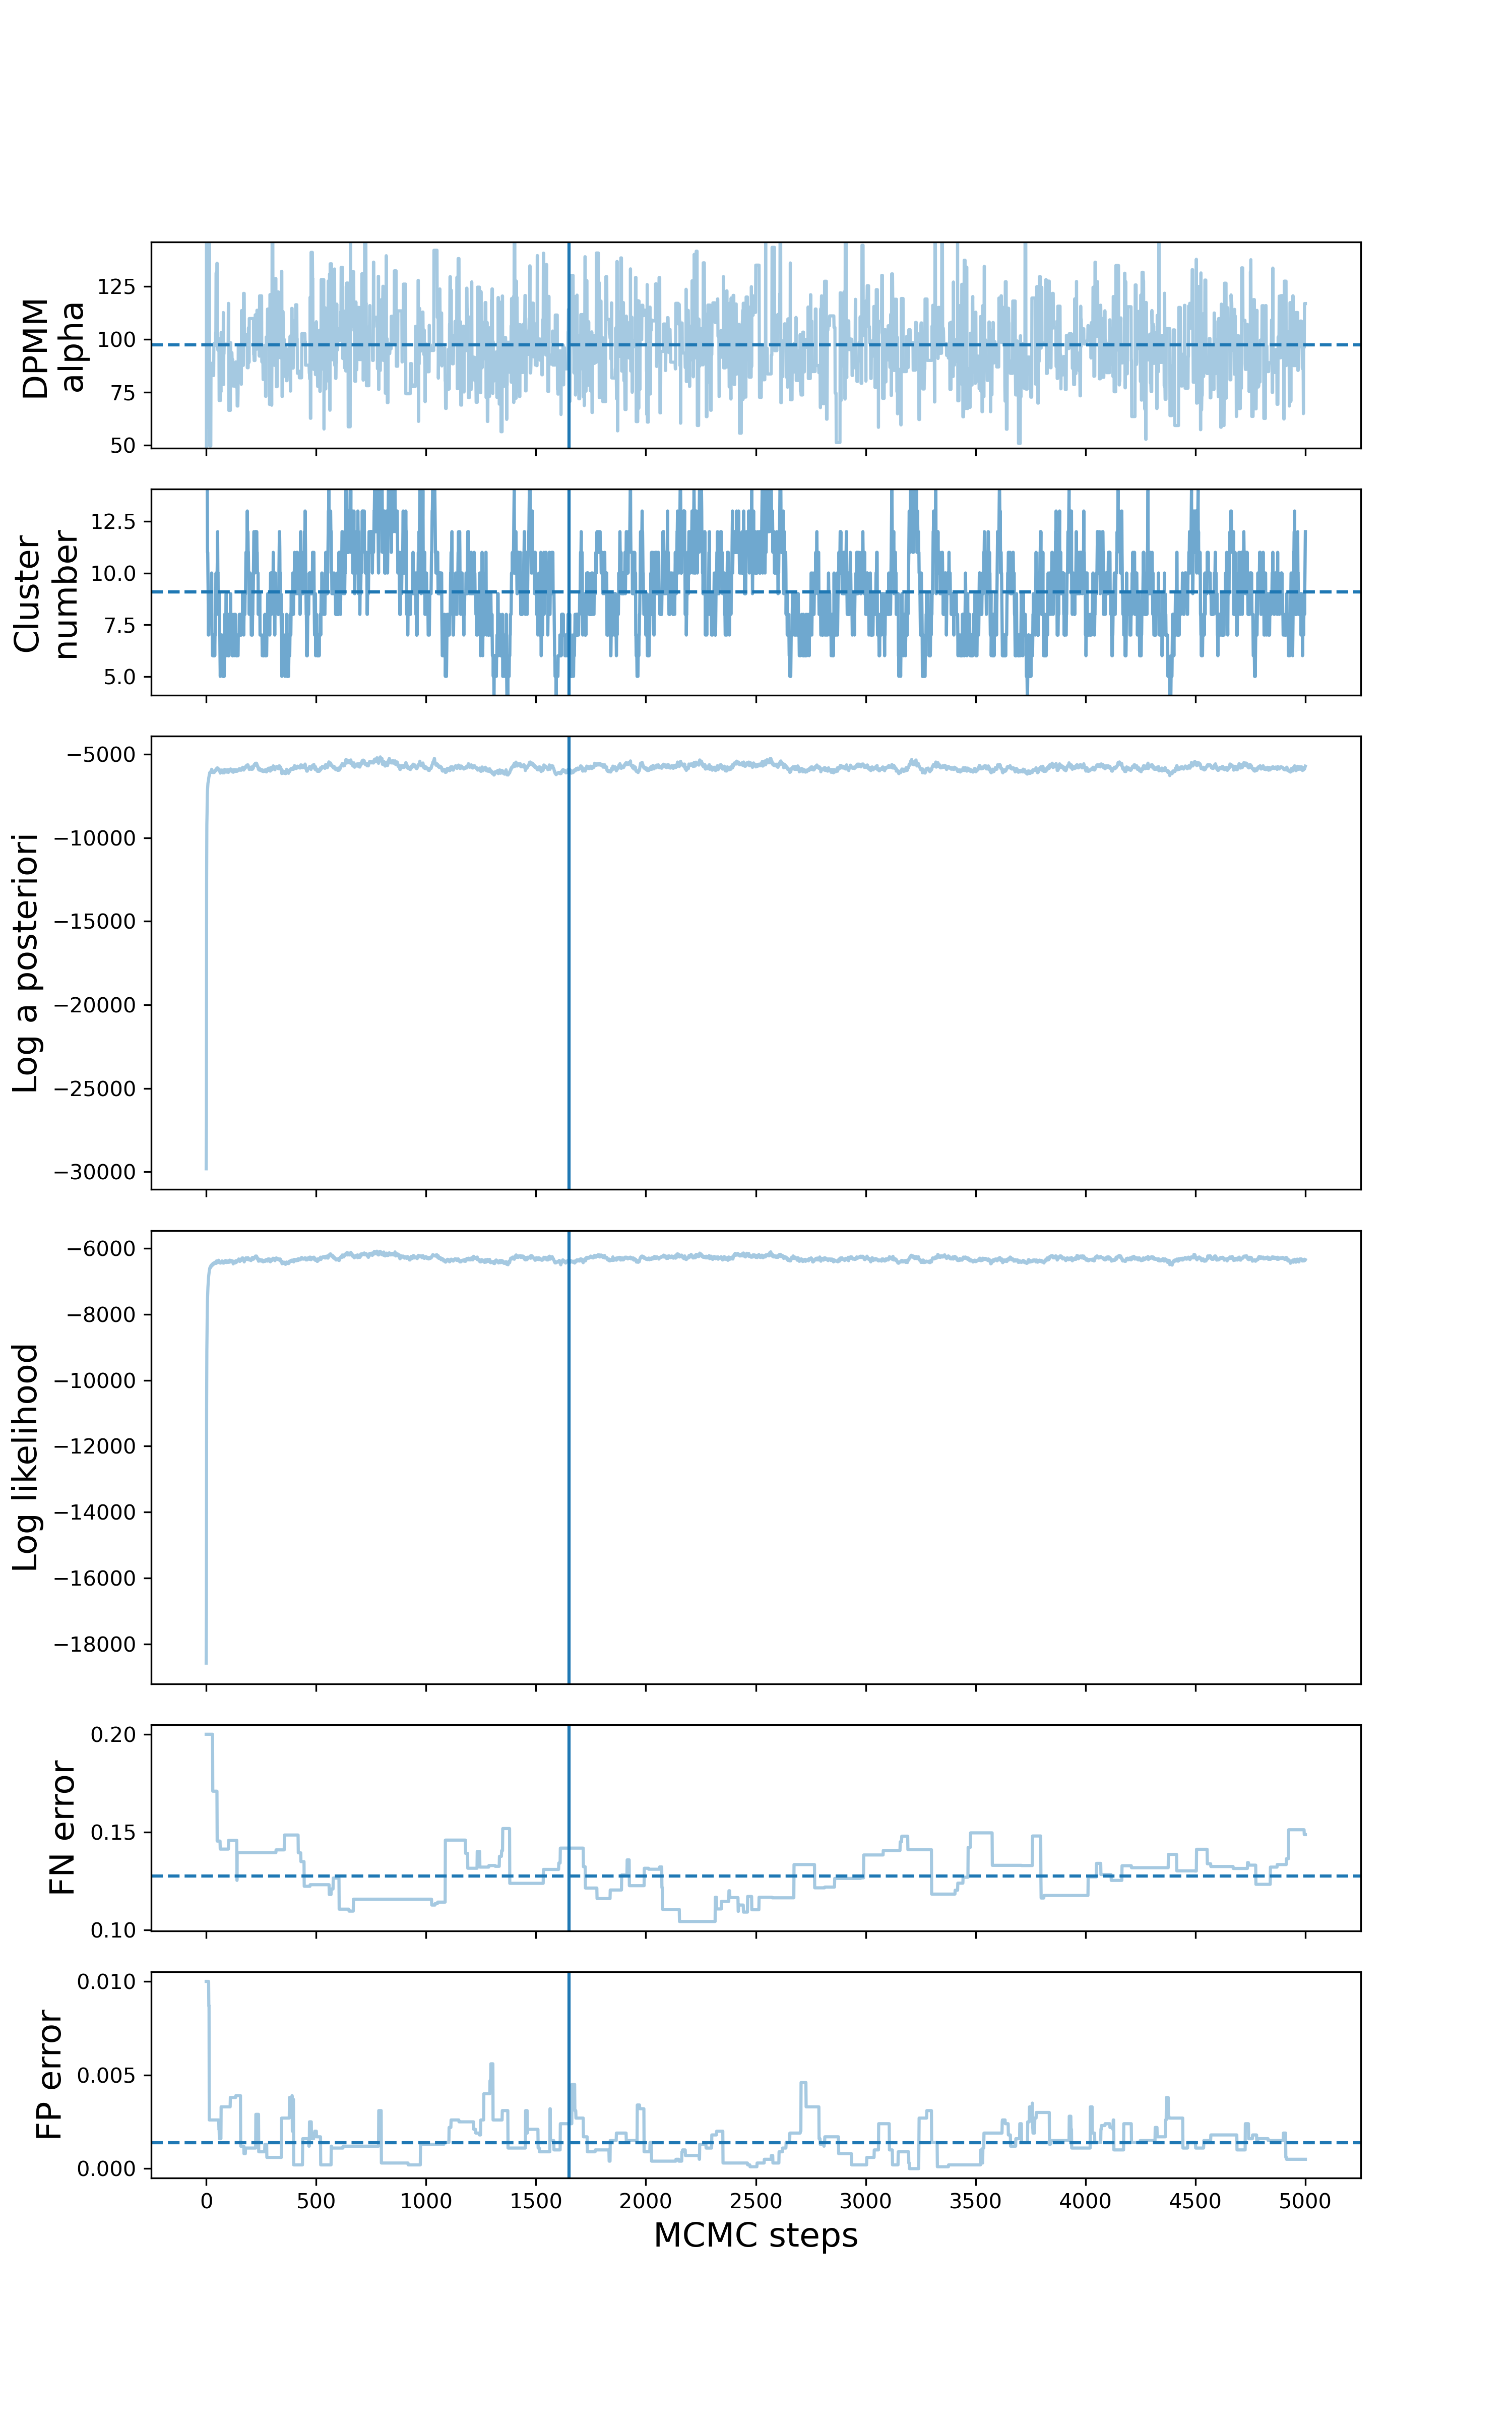 DPMM
alpha
125
100
75
50
Cluster
number
12.5
10.0
7.5
5.0
Log a posteriori
−5000
−10000
−15000
−20000
−25000
−30000
Log likelihood
−6000
−8000
−10000
−12000
−14000
−16000
−18000
FN error
0.20
0.15
0.10
FP error
0.010
0.005
0.000
0 500 1000 1500 2000 2500 3000 3500 4000 4500 5000
MCMC steps